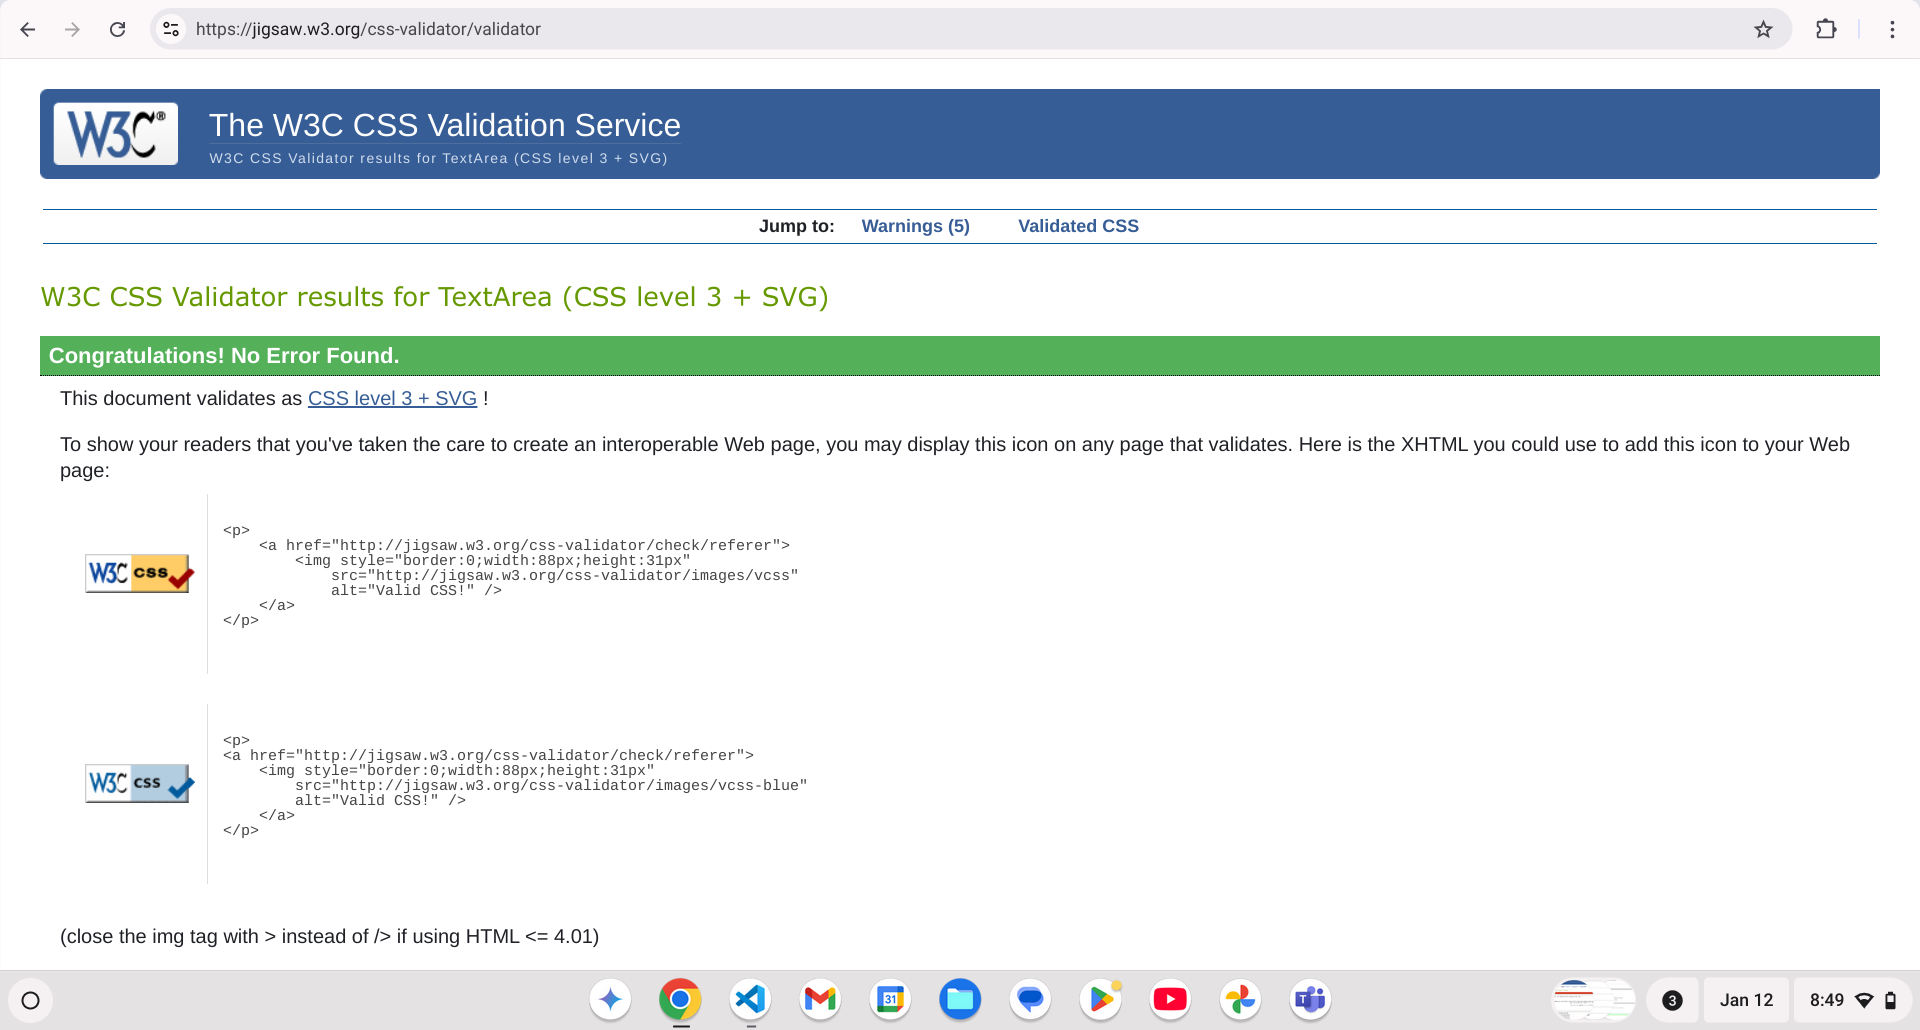 https://jigsaw.w3.org/css-validator/validator
W3C®
The W3C CSS Validation Service
W3C CSS Validator results for TextArea (CSS level 3 + SVG)
Jump to: Warnings (5) Validated CSS
W3C CSS Validator results for TextArea (CSS level 3 + SVG)
Congratulations! No Error Found.
This document validates as CSS level 3 + SVG !
To show your readers that you've taken the care to create an interoperable Web page, you may display this icon on any page that validates. Here is the XHTML you could use to add this icon to your Web
page:
W3C css
<p>
    <a href="http://jigsaw.w3.org/css-validator/check/referer">
        <img style="border:0;width:88px;height:31px"
            src="http://jigsaw.w3.org/css-validator/images/vcss"
            alt="Valid CSS!" />
    </a>
</p>
W3C css
<p>
<a href="http://jigsaw.w3.org/css-validator/check/referer">
    <img style="border:0;width:88px;height:31px"
        src="http://jigsaw.w3.org/css-validator/images/vcss-blue"
        alt="Valid CSS!" />
    </a>
</p>
(close the img tag with > instead of /> if using HTML <= 4.01)
31
T
3
Jan 12
8:49